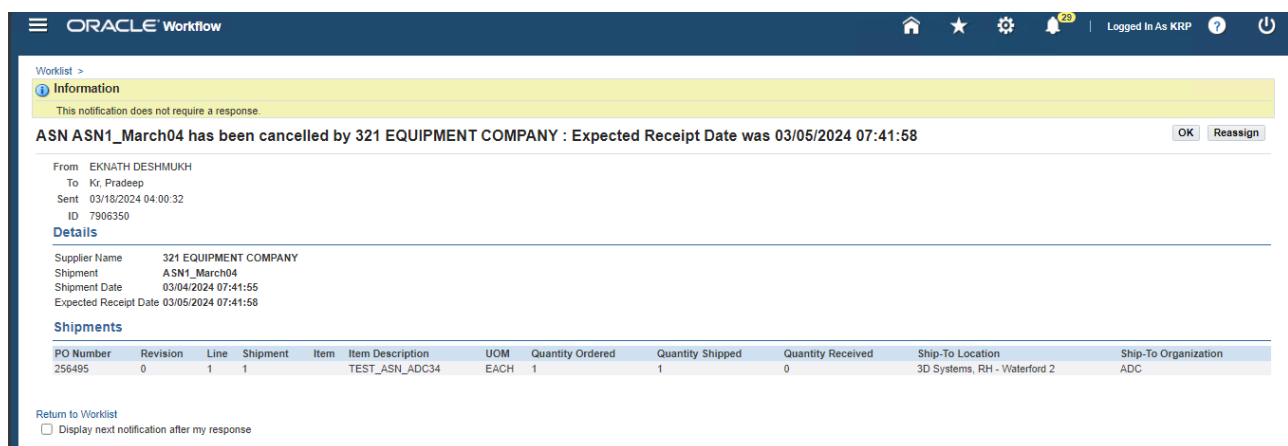 ORACLE Workflow 29 | Logged In As KRP ?
Worklist >
Information
This notification does not require a response.
ASN ASN1_March04 has been cancelled by 321 EQUIPMENT COMPANY : Expected Receipt Date was 03/05/2024 07:41:58 OK Reassign
From EKNATH DESHMUKH
To Kr, Pradeep
Sent 03/18/2024 04:00:32
ID 7906350
Details
Supplier Name 321 EQUIPMENT COMPANY
Shipment ASN1_March04
Shipment Date 03/04/2024 07:41:55
Expected Receipt Date 03/05/2024 07:41:58
Shipments
PO Number Revision Line Shipment Item Item Description UOM Quantity Ordered Quantity Shipped Quantity Received Ship-To Location Ship-To Organization
256495 0 1 1 TEST_ASN_ADC34 EACH 1 1 0 3D Systems, RH - Waterford 2 ADC
Return to Worklist
Display next notification after my response